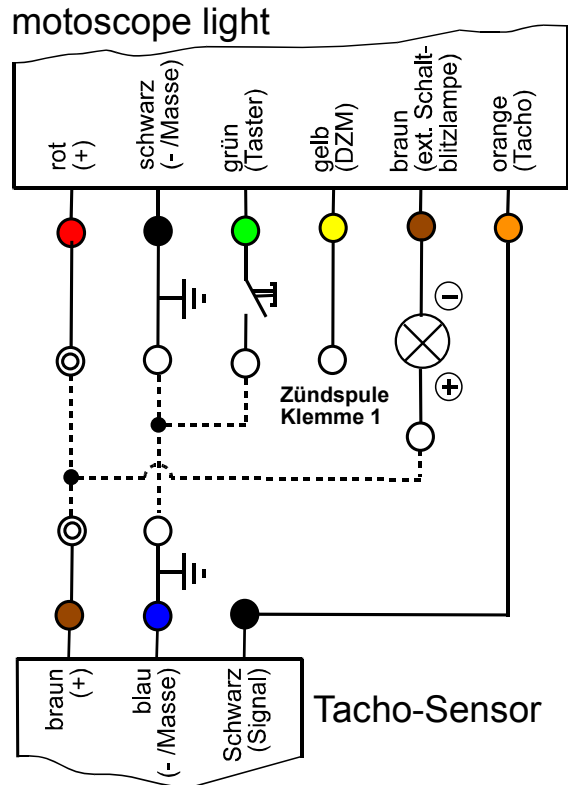 motoscope light
rot
(+)
schwarz
(- /Masse)
grün
(Taster)
gelb
(DZM)
braun
(ext. Schalt-
blitzlampe)
orange
(Tacho)
−
+
Zündspule
Klemme 1
braun
(+)
blau
(- /Masse)
Schwarz
(Signal)
Tacho-Sensor